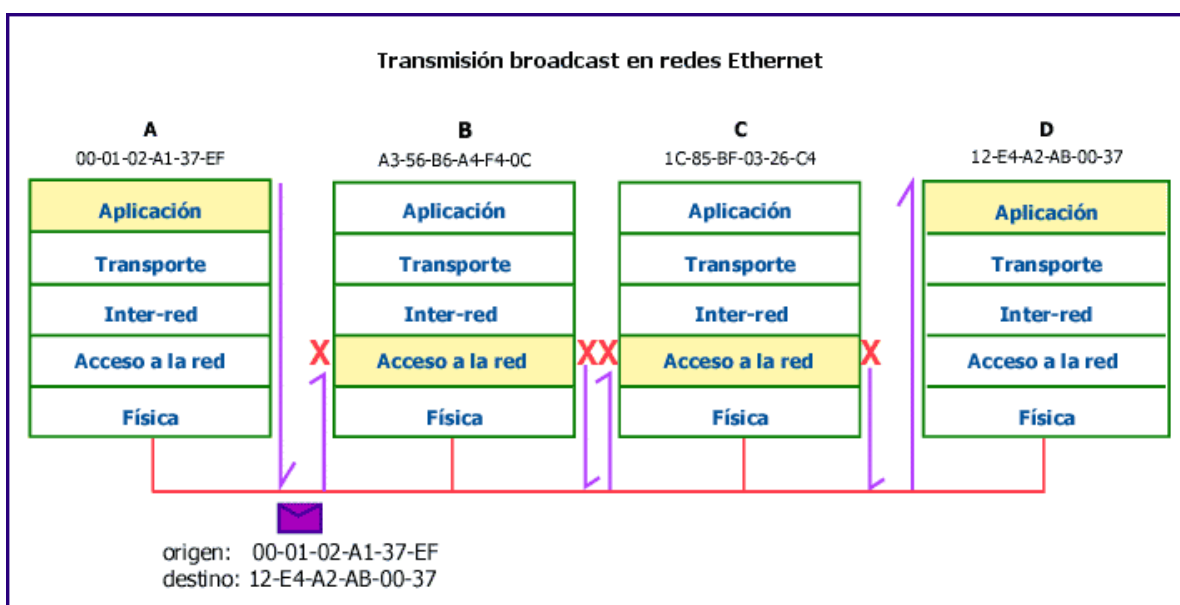 Transmisión broadcast en redes Ethernet
A
00-01-02-A1-37-EF
Aplicación
Transporte
Inter-red
Acceso a la red
Física
B
A3-56-B6-A4-F4-0C
Aplicación
Transporte
Inter-red
X Acceso a la red X
Física
C
1C-85-BF-03-26-C4
Aplicación
Transporte
Inter-red
X Acceso a la red X
Física
D
12-E4-A2-AB-00-37
Aplicación
Transporte
Inter-red
Acceso a la red
Física
origen: 00-01-02-A1-37-EF
destino: 12-E4-A2-AB-00-37